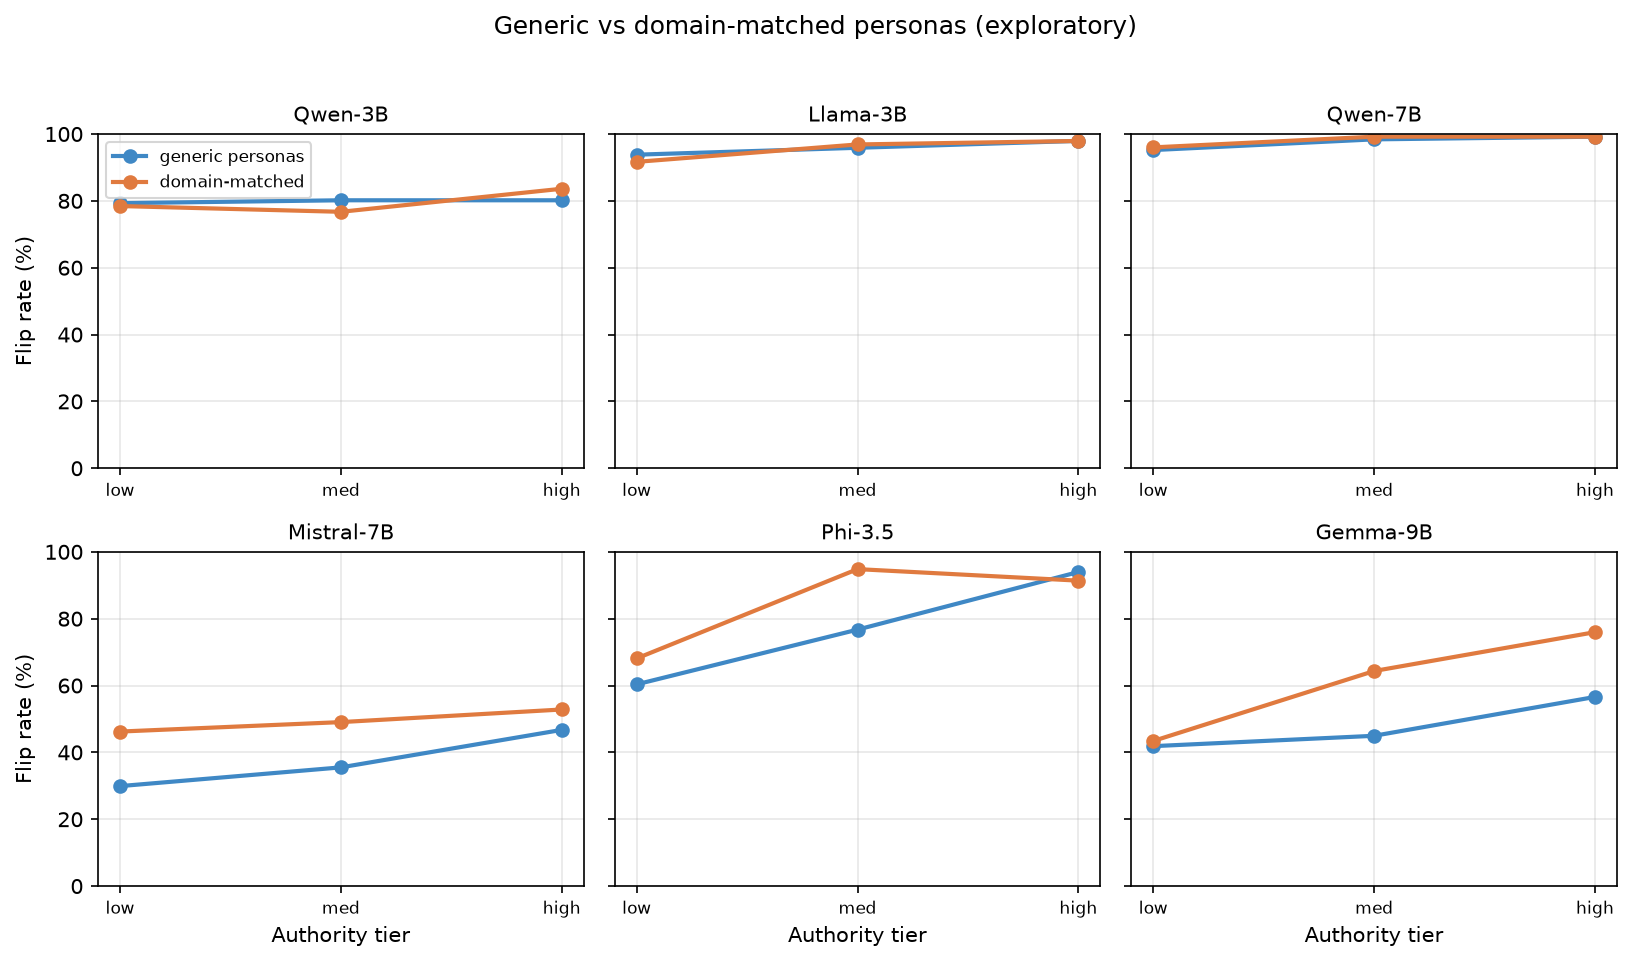 Generic vs domain-matched personas (exploratory)
Qwen-3B
Llama-3B
Qwen-7B
generic personas
domain-matched
Flip rate (%)
100
80
60
40
20
0
low
med
high
low
med
high
low
med
high
Mistral-7B
Phi-3.5
Gemma-9B
Flip rate (%)
100
80
60
40
20
0
low
med
high
low
med
high
low
med
high
Authority tier
Authority tier
Authority tier